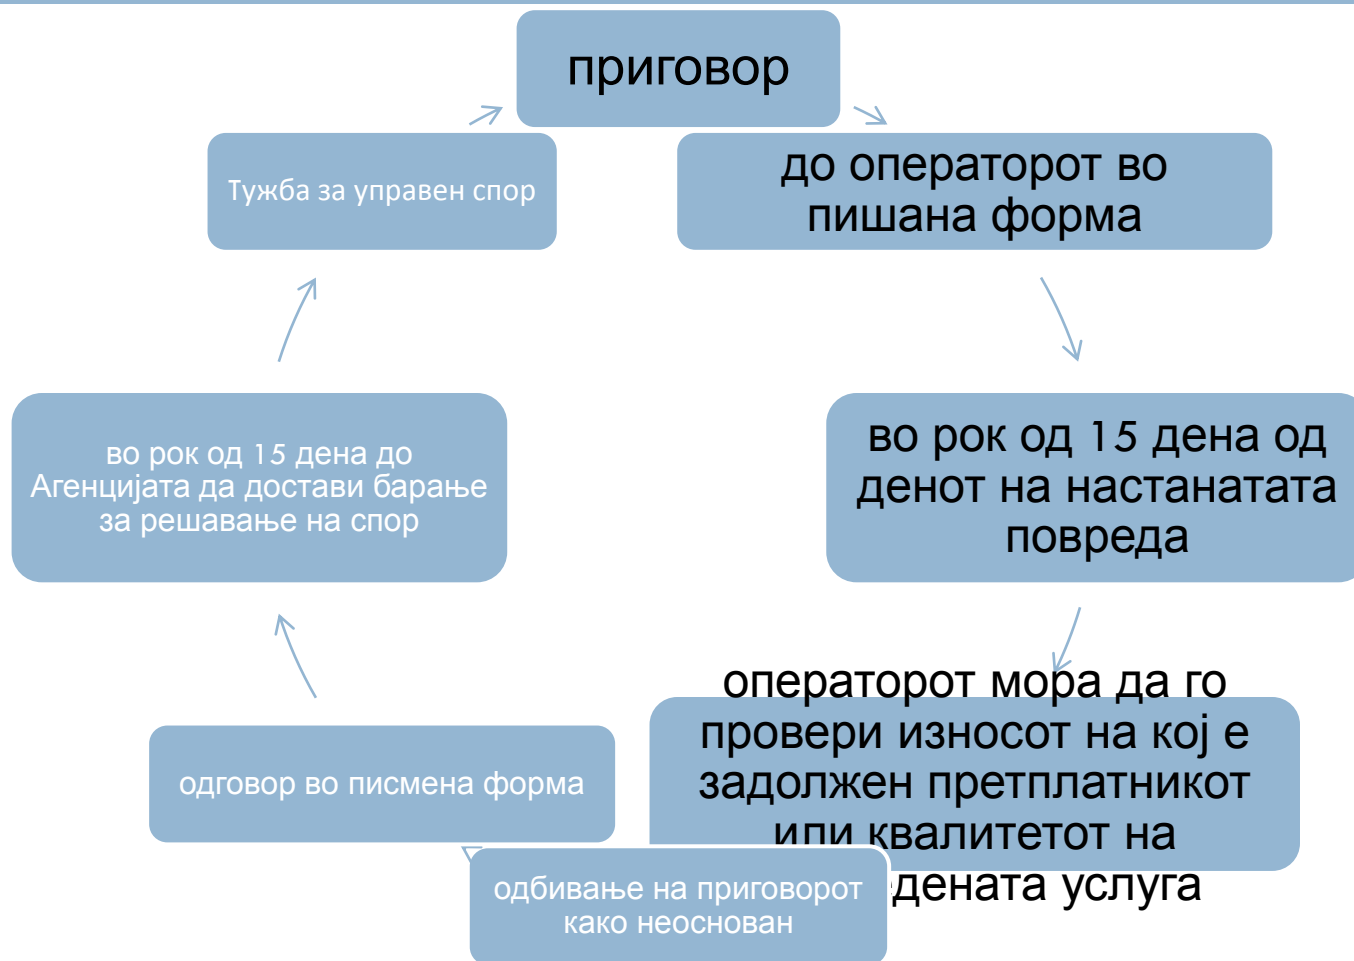 приговор
до операторот во
пишана форма
во рок од 15 дена од
денот на настанатата
повреда
операторот мора да го
провери износот на кој е
задолжен претплатникот
или квалитетот на
услуга
одбивање на приговорот
како неоснован
одговор во писмена форма
во рок од 15 дена до
Агенцијата да достави барање
за решавање на спор
Тужба за управен спор